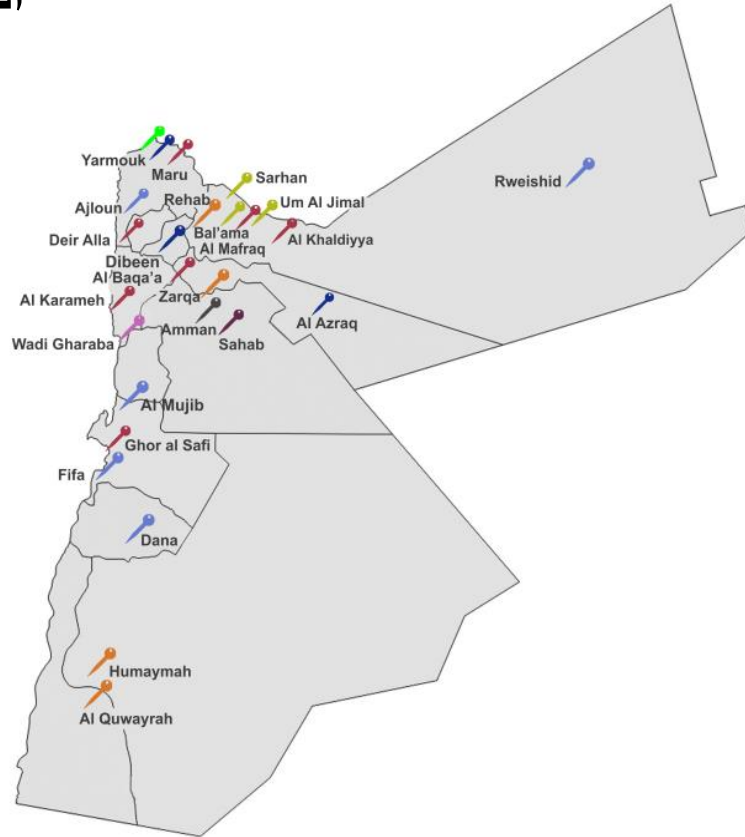 Yarmouk
Maru
Sarhan
Rweishid
Ajloun
Rehab
Um Al Jimal
Deir Alla
Bal'ama
Al Khaldiyya
Al Mafraq
Dibeen
Al Baqa'a
Al Karameh
Zarqa
Al Azraq
Amman
Wadi Gharaba
Sahab
Al Mujib
Ghor al Safi
Fifa
Dana
Humaymah
Al Quwayrah